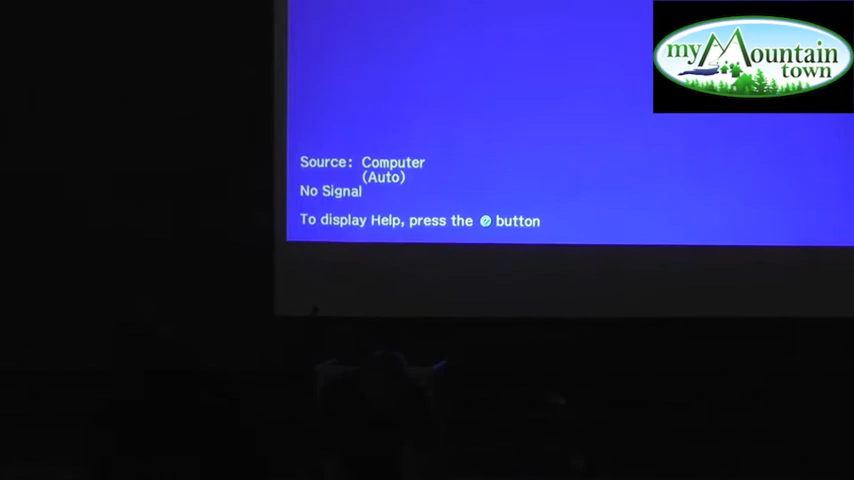 my Mountain
town
Source: Computer
(Auto)
No Signal
To display Help, press the button